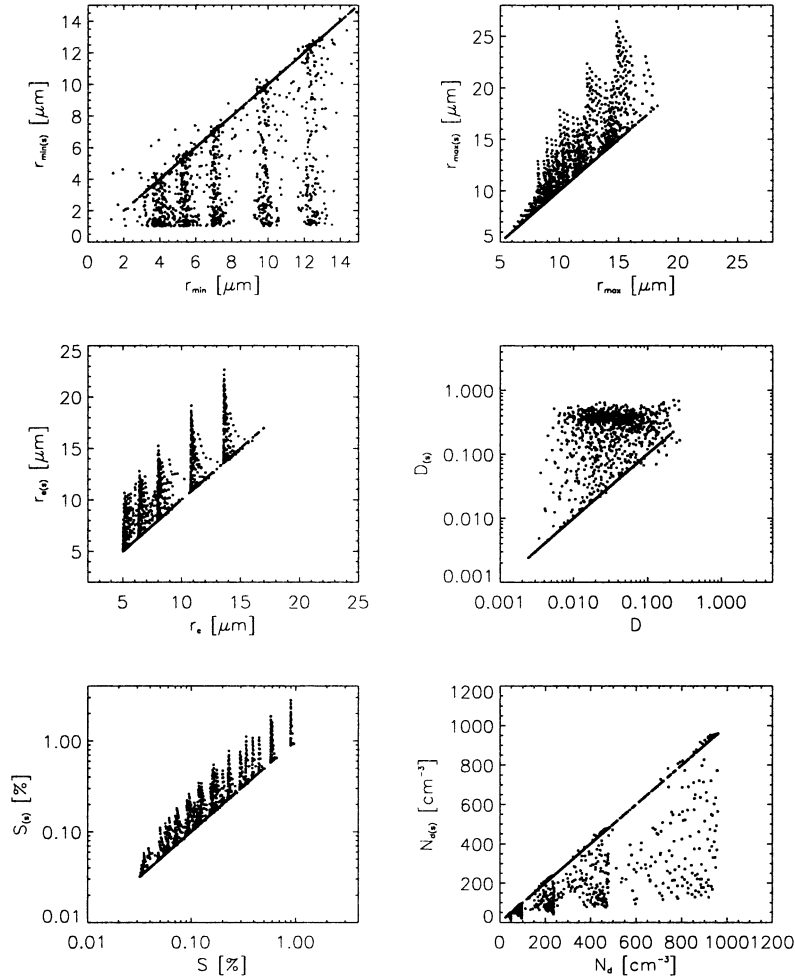 14
12
10
8
6
4
2
0
r_min(s) [μm]
0 2 4 6 8 10 12 14
r_min [μm]
25
20
15
10
5
r_max(s) [μm]
5 10 15 20 25
r_max [μm]
25
20
15
10
5
r_e(s) [μm]
5 10 15 20 25
r_e [μm]
1.000
0.100
0.010
0.001
D_(s)
0.001 0.010 0.100 1.000
D
1.00
0.10
0.01
S_(s) [%]
0.01 0.10 1.00
S [%]
1200
1000
800
600
400
200
0
N_d(s) [cm⁻³]
0 200 400 600 800 10001200
N_d [cm⁻³]